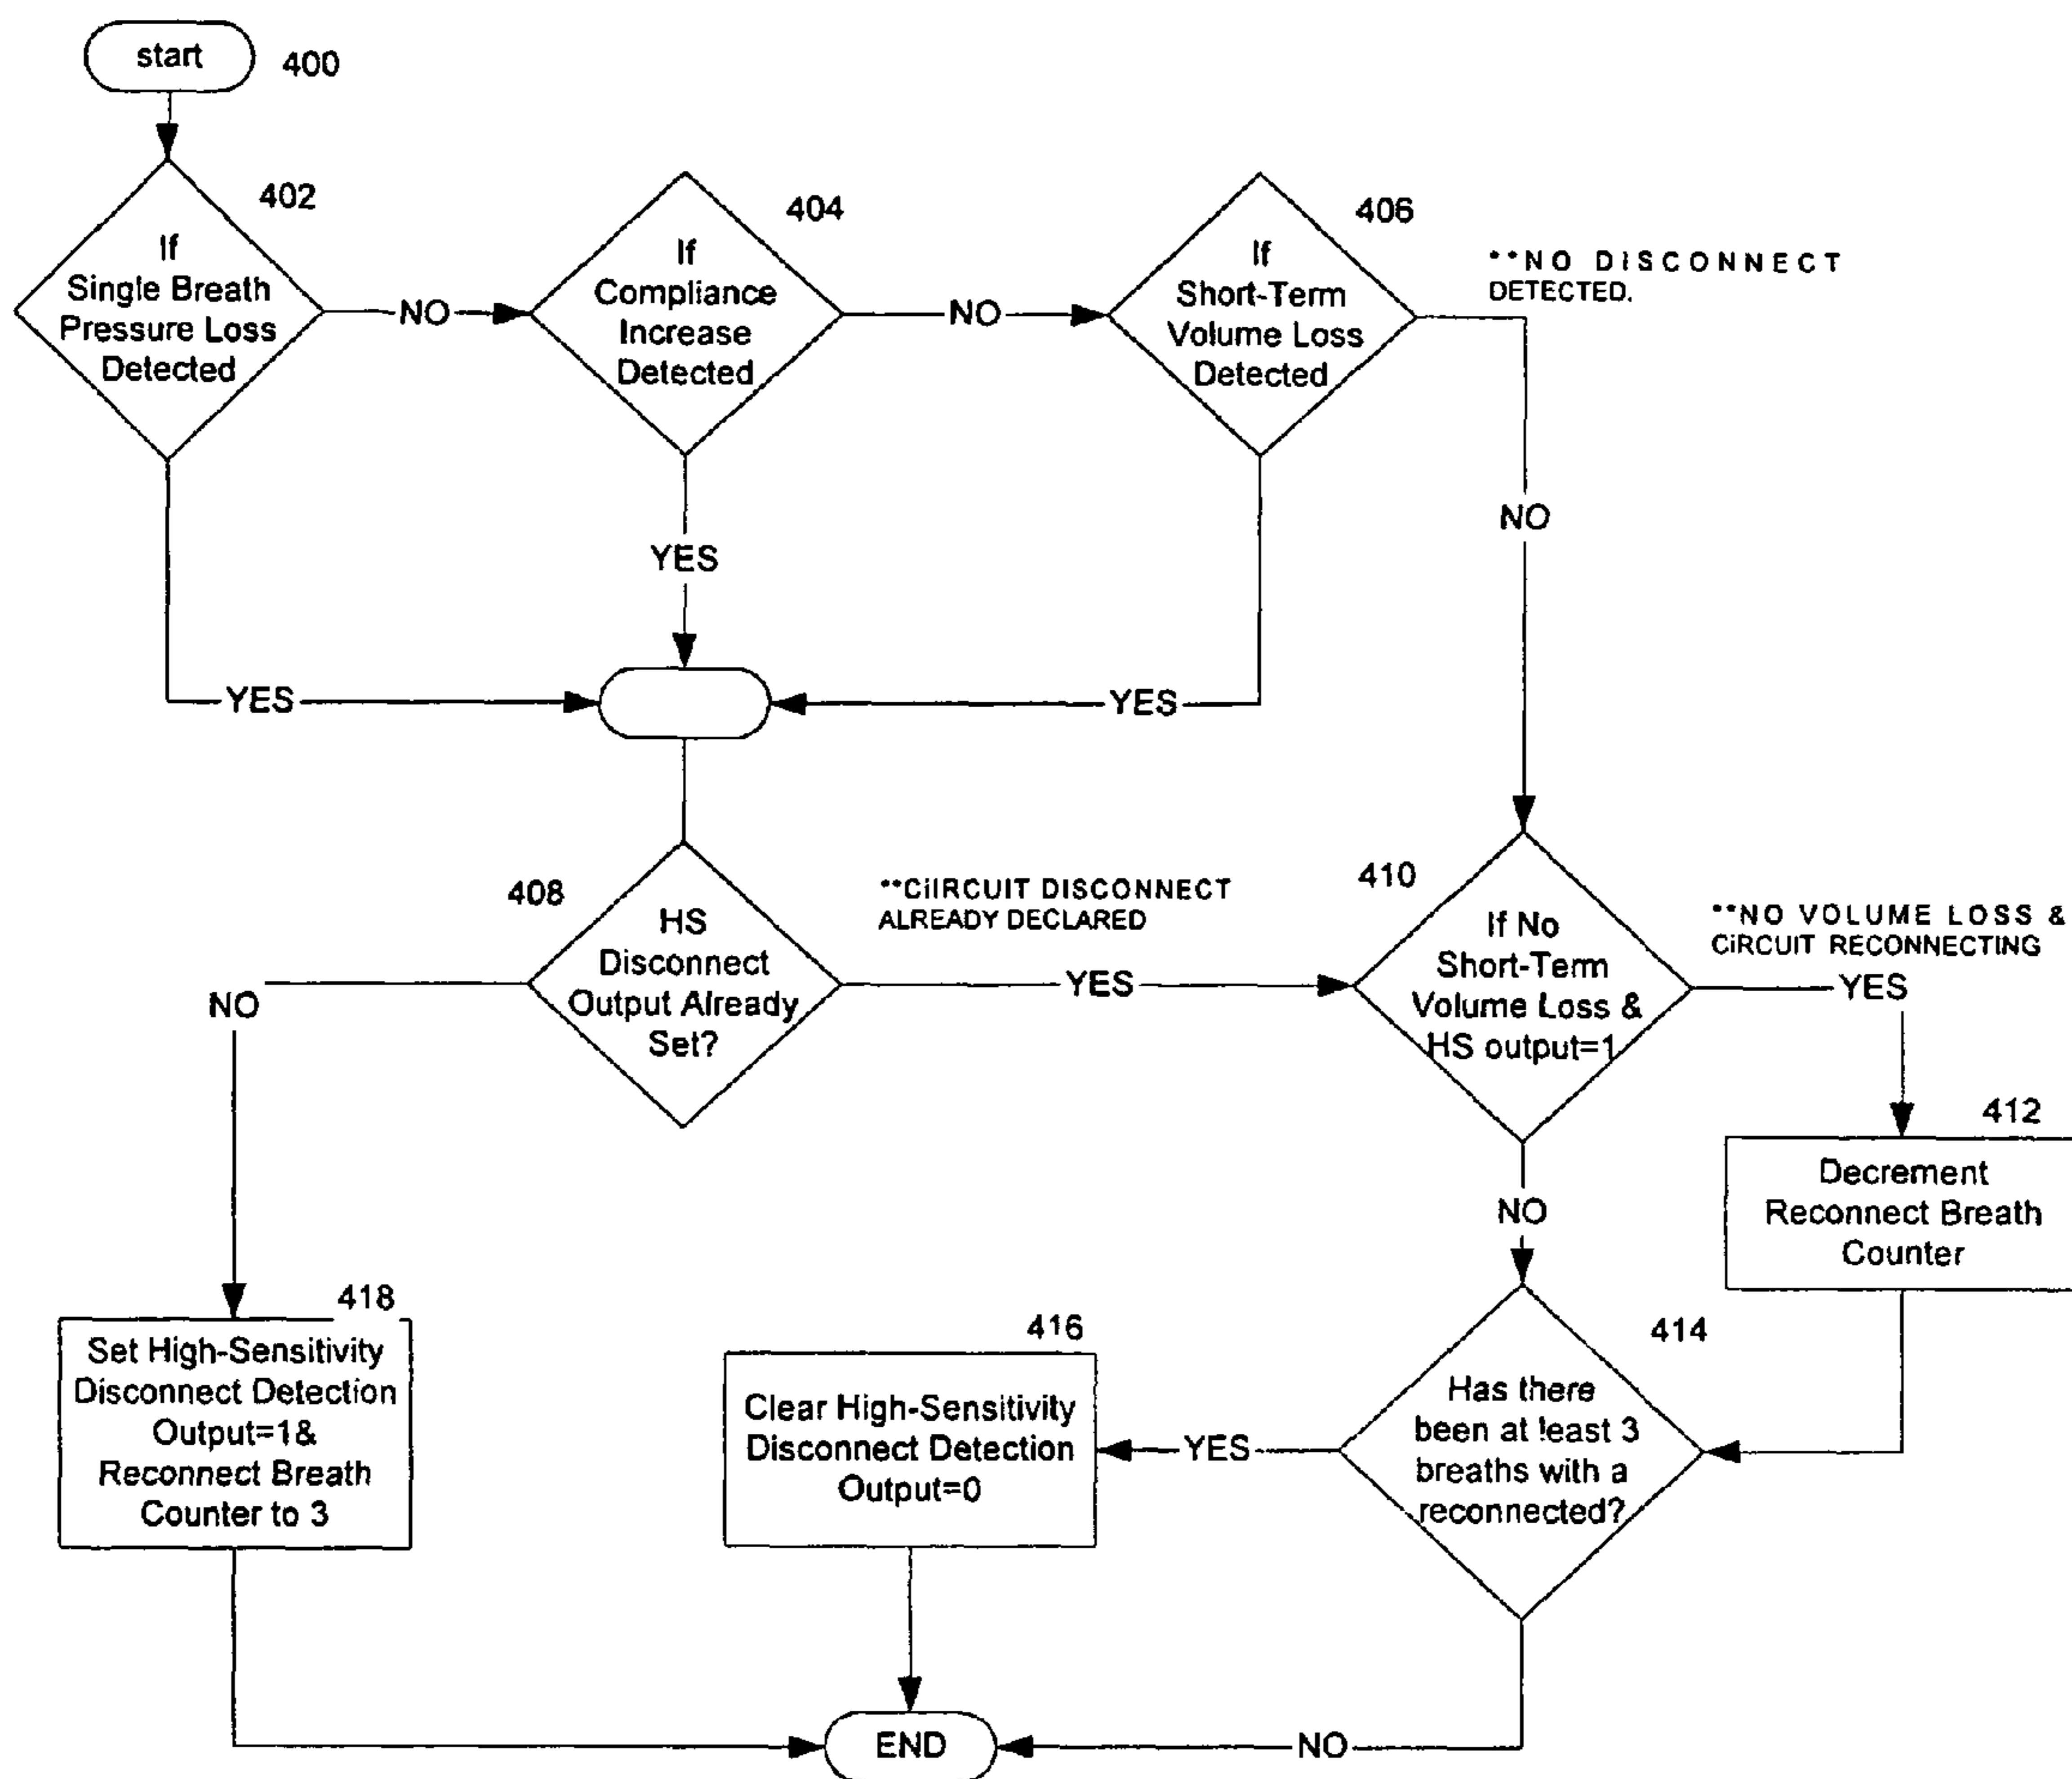 start
400
402
If
Single Breath
Pressure Loss
Detected
NO
404
If
Compliance
Increase
Detected
NO
406
If
Short-Term
Volume Loss
Detected
**NO DISCONNECT
DETECTED.
NO
YES
YES
YES
408
HS
Disconnect
Output Already
Set?
**CiIRCUIT DISCONNECT
ALREADY DECLARED
YES
NO
410
If No
Short-Term
Volume Loss &
HS output=1
**NO VOLUME LOSS &
CiRCUIT RECONNECTING
YES
412
Decrement
Reconnect Breath
Counter
NO
418
Set High-Sensitivity
Disconnect Detection
Output=1&
Reconnect Breath
Counter to 3
416
Clear High-Sensitivity
Disconnect Detection
Output=0
YES
414
Has there
been at least 3
breaths with a
reconnected?
NO
END